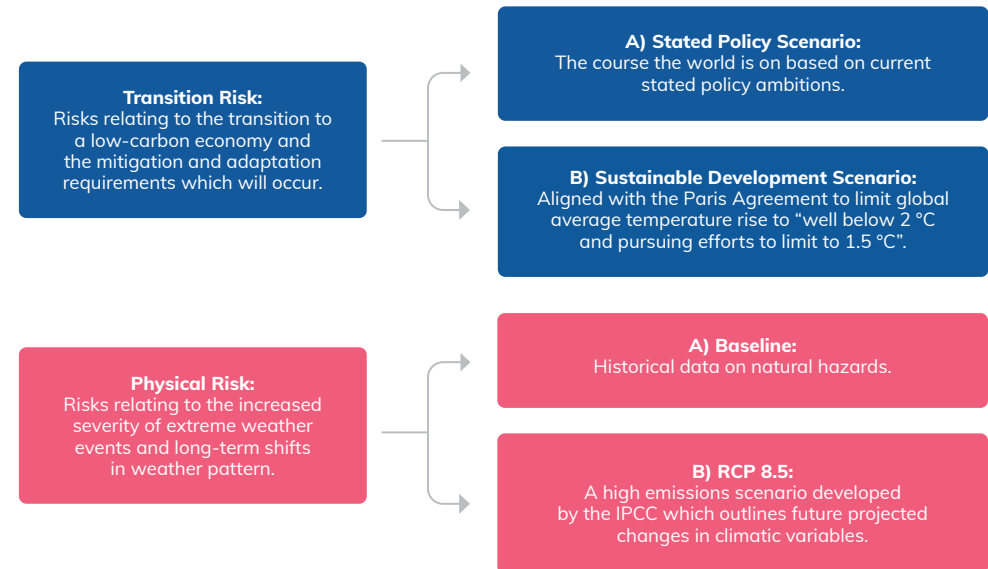 Transition Risk:
Risks relating to the transition to
a low-carbon economy and
the mitigation and adaptation
requirements which will occur.
A) Stated Policy Scenario:
The course the world is on based on current
stated policy ambitions.
B) Sustainable Development Scenario:
Aligned with the Paris Agreement to limit global
average temperature rise to “well below 2 °C
and pursuing efforts to limit to 1.5 °C”.
Physical Risk:
Risks relating to the increased
severity of extreme weather
events and long-term shifts
in weather pattern.
A) Baseline:
Historical data on natural hazards.
B) RCP 8.5:
A high emissions scenario developed
by the IPCC which outlines future projected
changes in climatic variables.